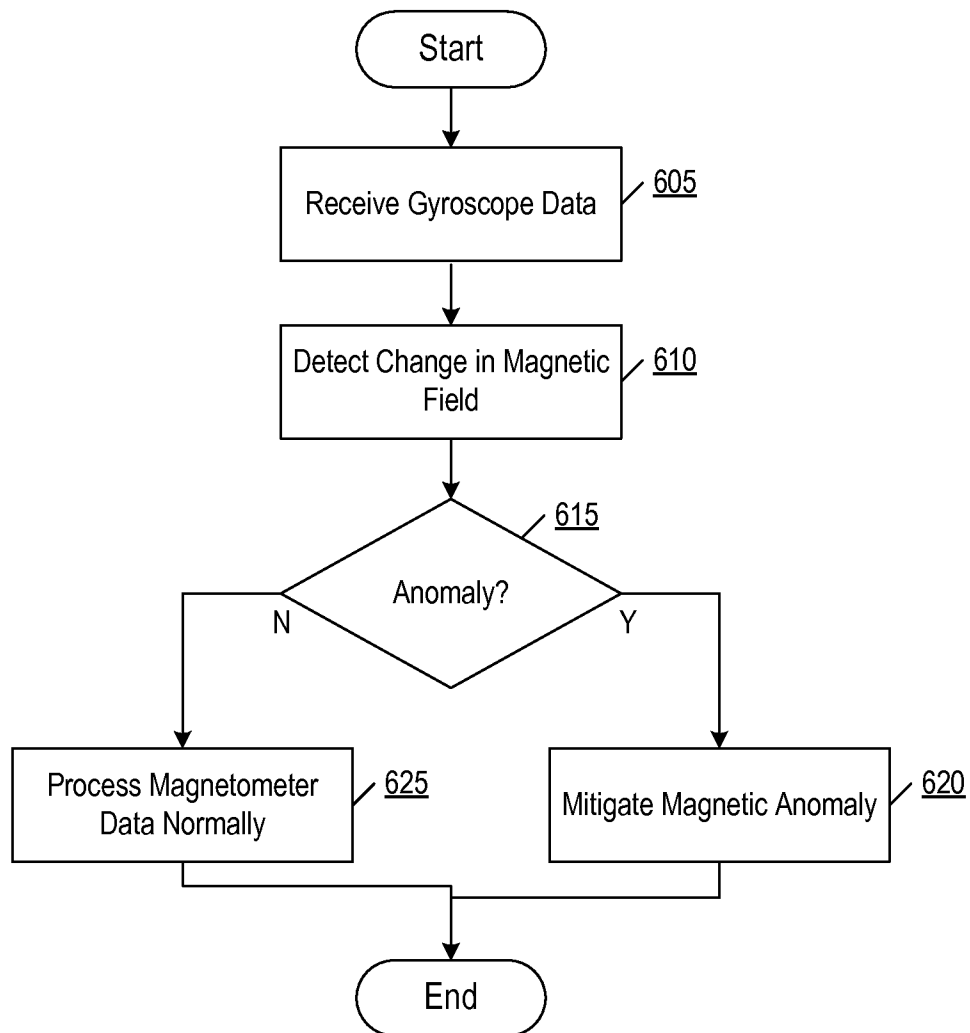 Start
Receive Gyroscope Data
605
Detect Change in Magnetic
Field
610
615
Anomaly?
N
Y
Process Magnetometer
Data Normally
625
Mitigate Magnetic Anomaly
620
End